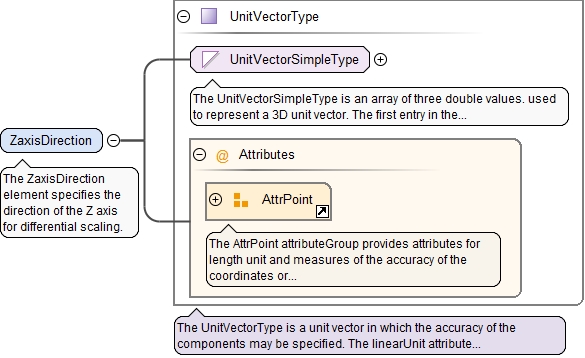 UnitVectorType
UnitVectorSimpleType
The UnitVectorSimpleType is an array of three double values. used
to represent a 3D unit vector. The first entry in the...
ZaxisDirection
The ZaxisDirection
element specifies the
direction of the Z axis
for differential scaling.
@ Attributes
AttrPoint
The AttrPoint attributeGroup provides attributes for
length unit and measures of the accuracy of the
coordinates or...
The UnitVectorType is a unit vector in which the accuracy of the
components may be specified. The linearUnit attribute...